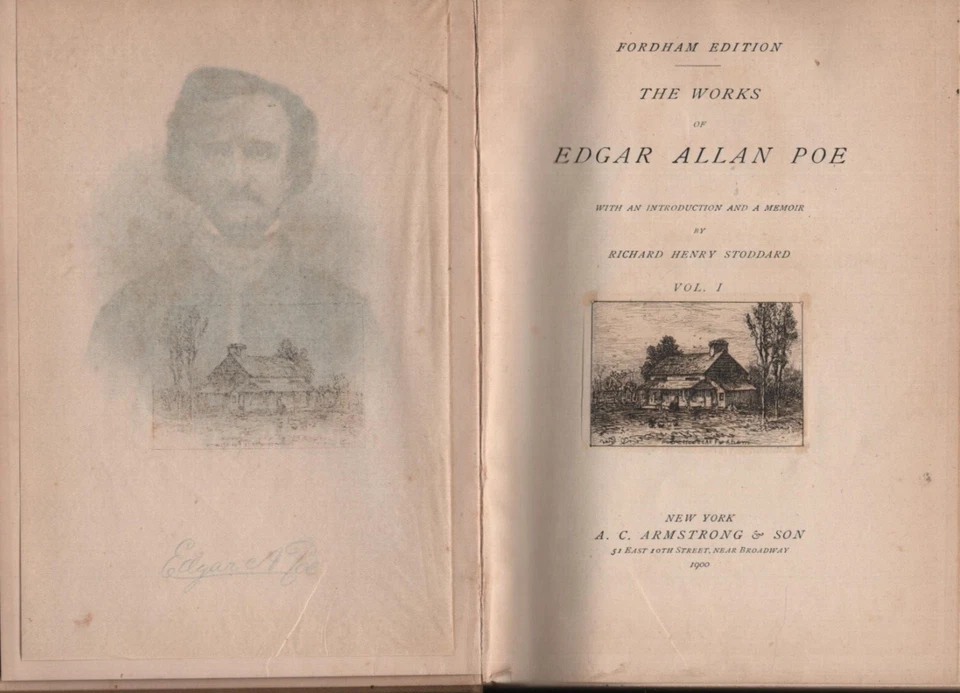 Edgar A Poe
FORDHAM EDITION
THE WORKS
OF
EDGAR ALLAN POE
WITH AN INTRODUCTION AND A MEMOIR
BY
RICHARD HENRY STODDARD
VOL. I
NEW YORK
A. C. ARMSTRONG & SON
51 EAST 10TH STREET, NEAR BROADWAY
1900